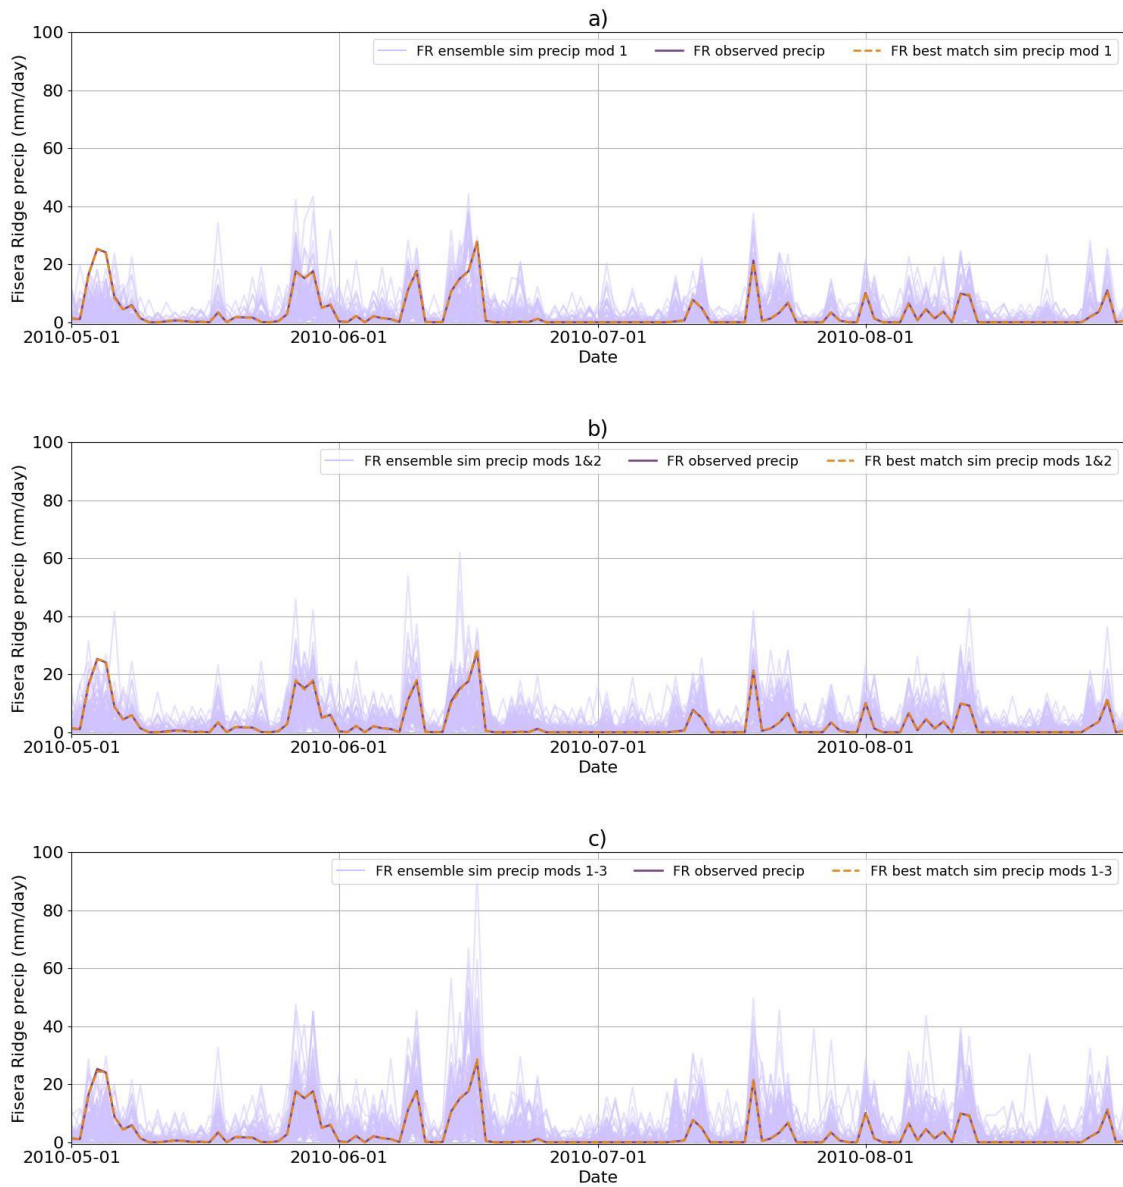 a)
FR ensemble sim precip mod 1 FR observed precip FR best match sim precip mod 1
Fisera Ridge precip (mm/day)
100
80
60
40
20
0
2010-05-01 2010-06-01 2010-07-01 2010-08-01
Date
b)
FR ensemble sim precip mods 1&2 FR observed precip FR best match sim precip mods 1&2
Fisera Ridge precip (mm/day)
100
80
60
40
20
0
2010-05-01 2010-06-01 2010-07-01 2010-08-01
Date
c)
FR ensemble sim precip mods 1-3 FR observed precip FR best match sim precip mods 1-3
Fisera Ridge precip (mm/day)
100
80
60
40
20
0
2010-05-01 2010-06-01 2010-07-01 2010-08-01
Date